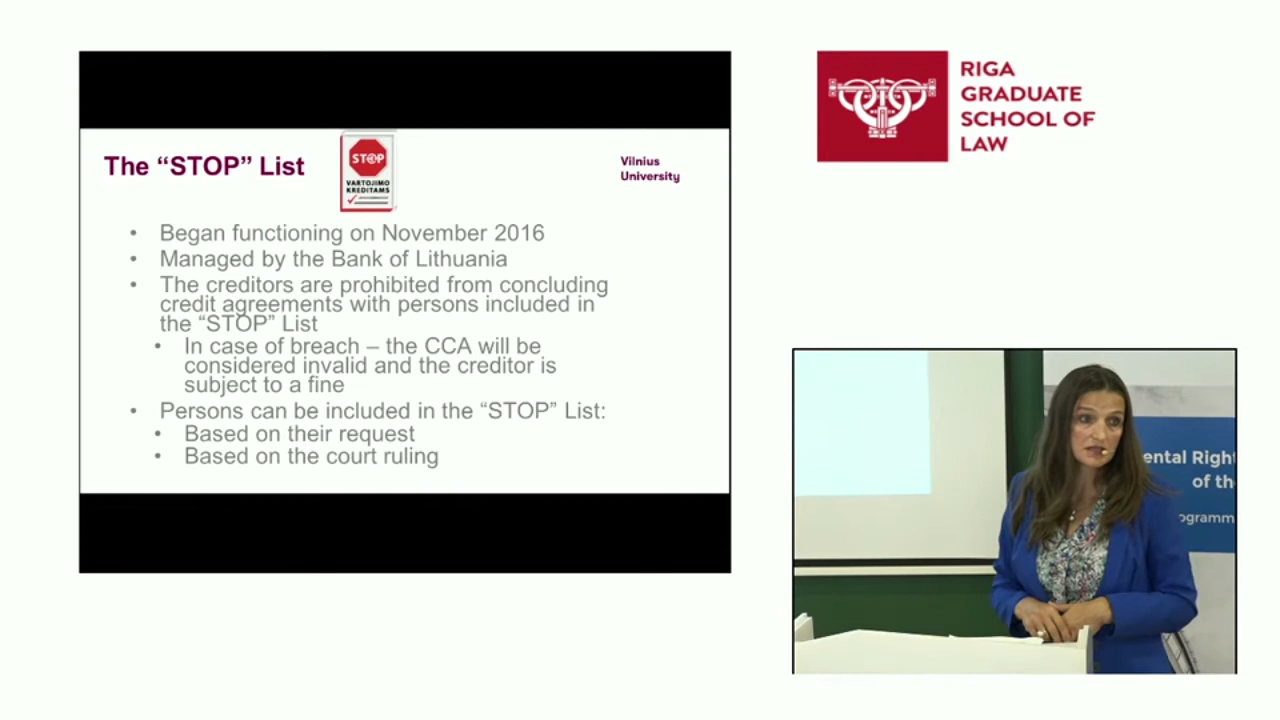 The “STOP” List
STOP
VARTOJIMO
KREDITAMS
Vilnius
University
• Began functioning on November 2016
• Managed by the Bank of Lithuania
• The creditors are prohibited from concluding
credit agreements with persons included in
the “STOP” List
• In case of breach – the CCA will be
considered invalid and the creditor is
subject to a fine
• Persons can be included in the “STOP” List:
• Based on their request
• Based on the court ruling
RIGA
GRADUATE
SCHOOL OF
LAW
ental Righ
of th
ogramm